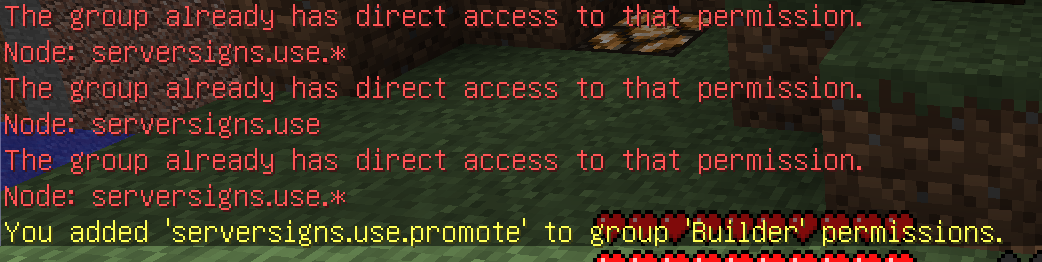 The group already has direct access to that permission.
Node: serversigns.use.*
The group already has direct access to that permission.
Node: serversigns.use
The group already has direct access to that permission.
Node: serversigns.use.*
You added 'serversigns.use.promote' to group 'Builder' permissions.